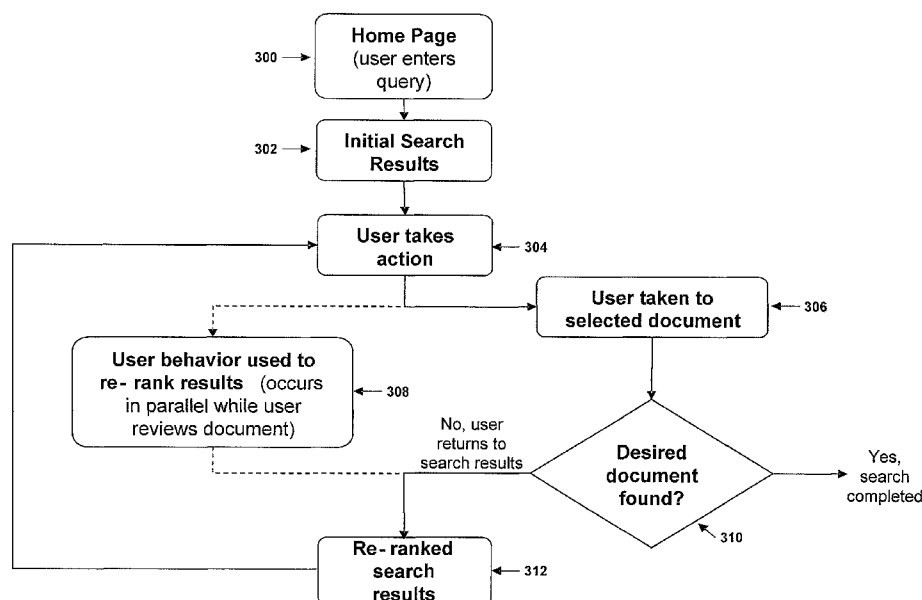 Home Page
(user enters
query)
300
Initial Search
Results
302
User takes
action
304
User taken to
selected document
306
User behavior used to
re- rank results (occurs
in parallel while user
reviews document)
308
No, user
returns to
search results
Desired
document
found?
310
Yes,
search
completed
Re- ranked
search
results
312